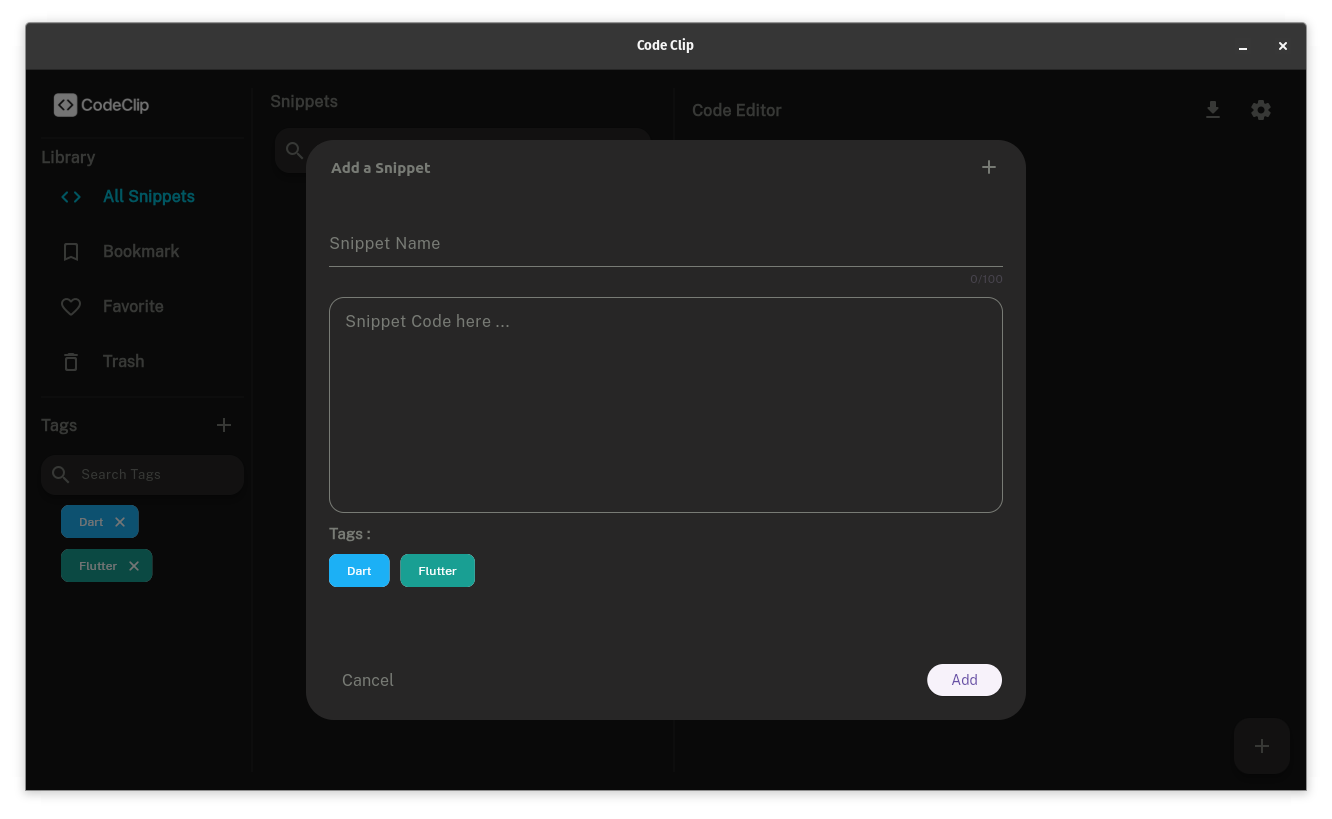 Code Clip
CodeClip
Library
All Snippets
Bookmark
Favorite
Trash
Tags
Search Tags
Dart
Flutter
Snippets
Code Editor
Add a Snippet
Snippet Name
0/100
Snippet Code here ...
Tags :
Dart Flutter
Cancel Add